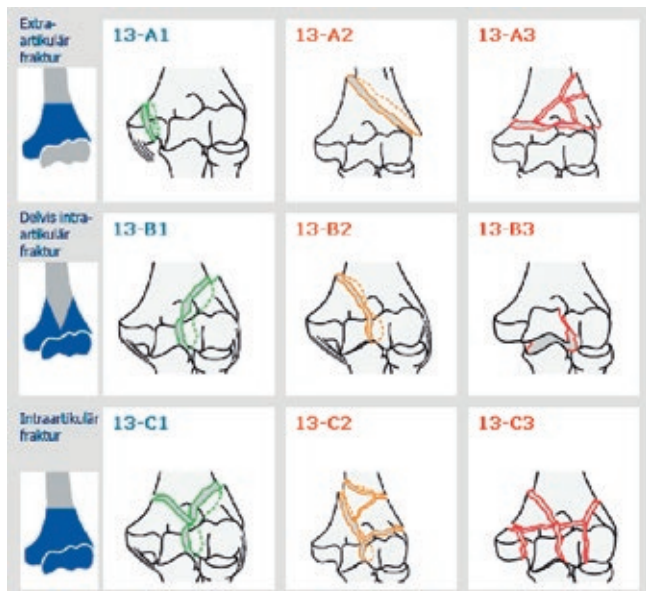 Extra-
artikulär
fraktur
13-A1
13-A2
13-A3
Delvis intra-
artikulär
fraktur
13-B1
13-B2
13-B3
Intraartikulär
fraktur
13-C1
13-C2
13-C3